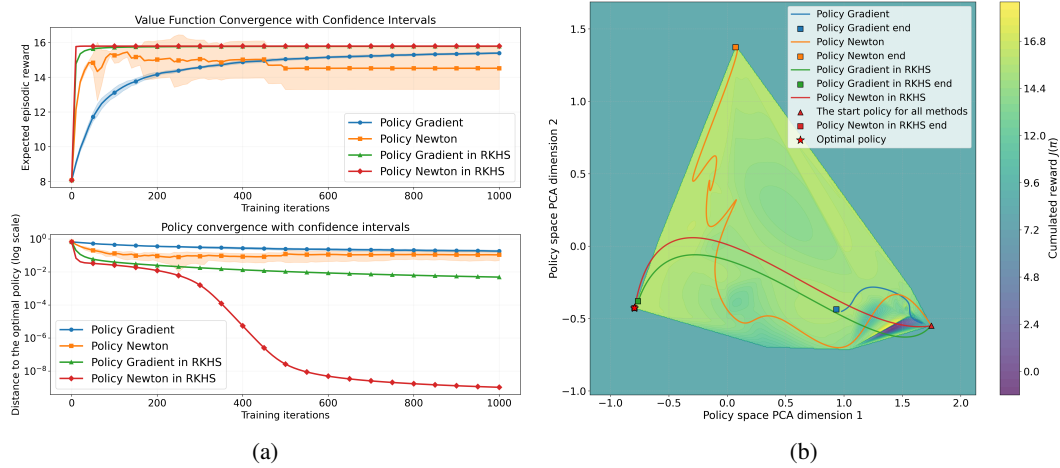 Value Function Convergence with Confidence Intervals
Expected episodic reward
16
14
12
10
8
Policy Gradient
Policy Newton
Policy Gradient in RKHS
Policy Newton in RKHS
0 200 400 600 800 1000
Training iterations
Policy convergence with confidence intervals
Distance to the optimal policy (log scale)
10⁰
10⁻²
10⁻⁴
10⁻⁶
10⁻⁸
Policy Gradient
Policy Newton
Policy Gradient in RKHS
Policy Newton in RKHS
0 200 400 600 800 1000
Training iterations
(a)
Policy space PCA dimension 2
1.5
1.0
0.5
0.0
−0.5
−1.0
Policy Gradient
Policy Gradient end
Policy Newton
Policy Newton end
Policy Gradient in RKHS
Policy Gradient in RKHS end
Policy Newton in RKHS
The start policy for all methods
Policy Newton in RKHS end
Optimal policy
−1.0 −0.5 0.0 0.5 1.0 1.5 2.0
Policy space PCA dimension 1
16.8
14.4
12.0
9.6
7.2
4.8
2.4
0.0
Cumulated reward J(π)
(b)